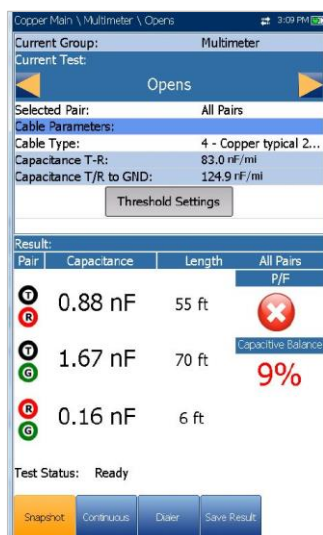 Copper Main \ Multimeter \ Opens 3:09 PM
Current Group: Multimeter
Current Test:
Opens
Selected Pair: All Pairs
Cable Parameters:
Cable Type: 4 - Copper typical 2...
Capacitance T-R: 83.0 nF/mi
Capacitance T/R to GND: 124.9 nF/mi
Threshold Settings
Result:
Pair Capacitance Length All Pairs
P/F
T
R 0.88 nF 55 ft
Capacitive Balance
T
G 1.67 nF 70 ft
9%
R
G 0.16 nF 6 ft
Test Status: Ready
Snapshot Continuous Dialer Save Result